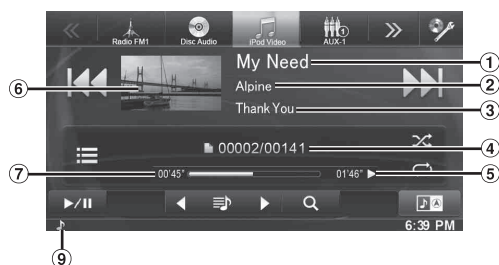 Radio FM1 Disc Audio iPod Video AUX-1
My Need ①
Alpine ②
Thank You ③
⑥
00002/00141 ④
⑦ 00'45" 01'46" ⑤
6:39 PM
⑨